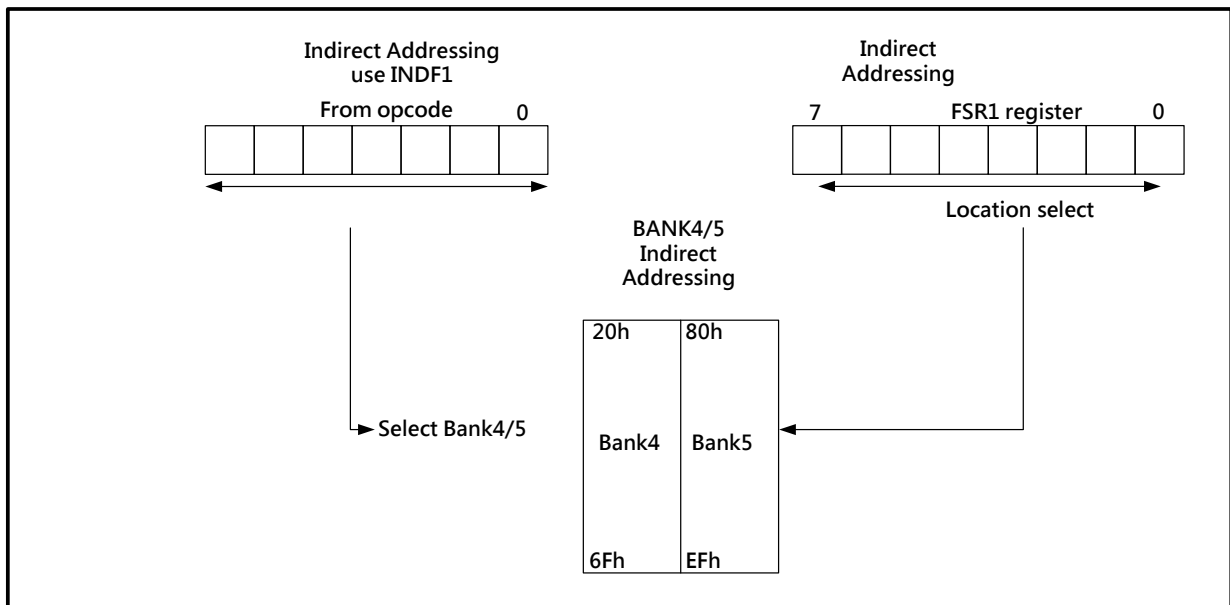 Indirect Addressing
use INDF1
From opcode 0
Indirect
Addressing
7 FSR1 register 0
Location select
BANK4/5
Indirect
Addressing
20h 80h
Select Bank4/5
Bank4 Bank5
6Fh EFh